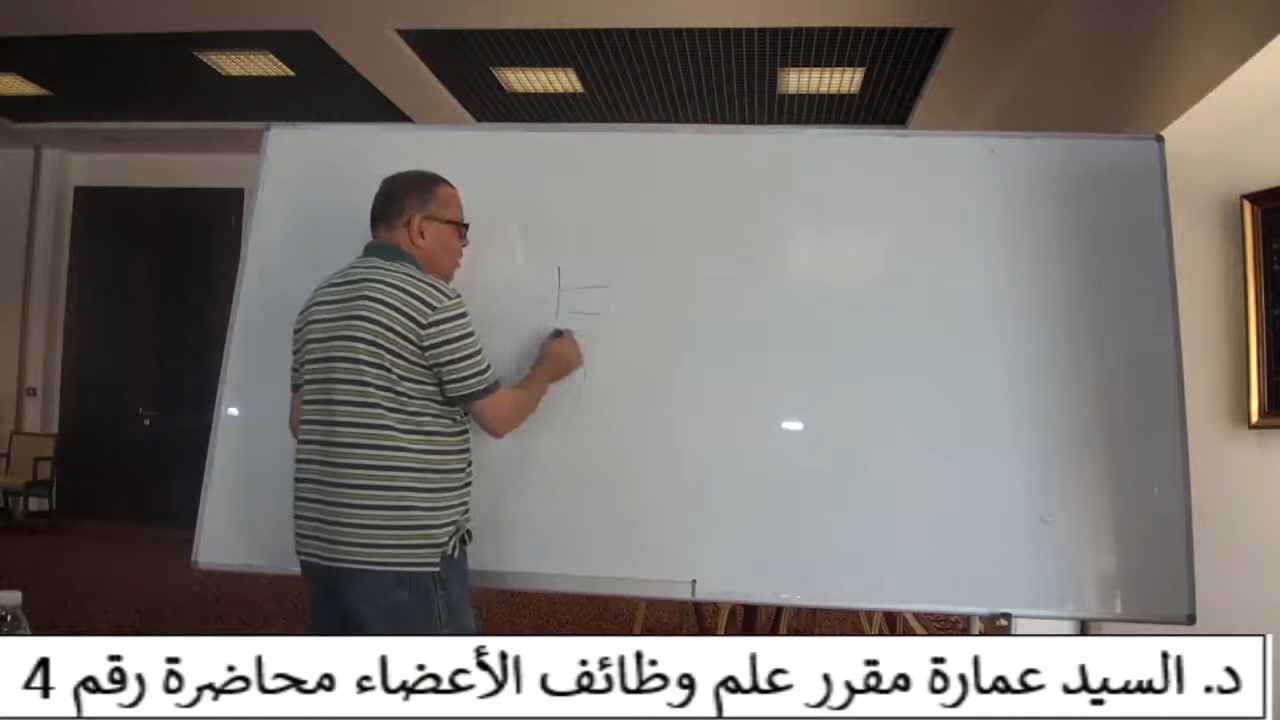 د. السيد عمارة مقرر علم وظائف الأعضاء محاضرة رقم 4